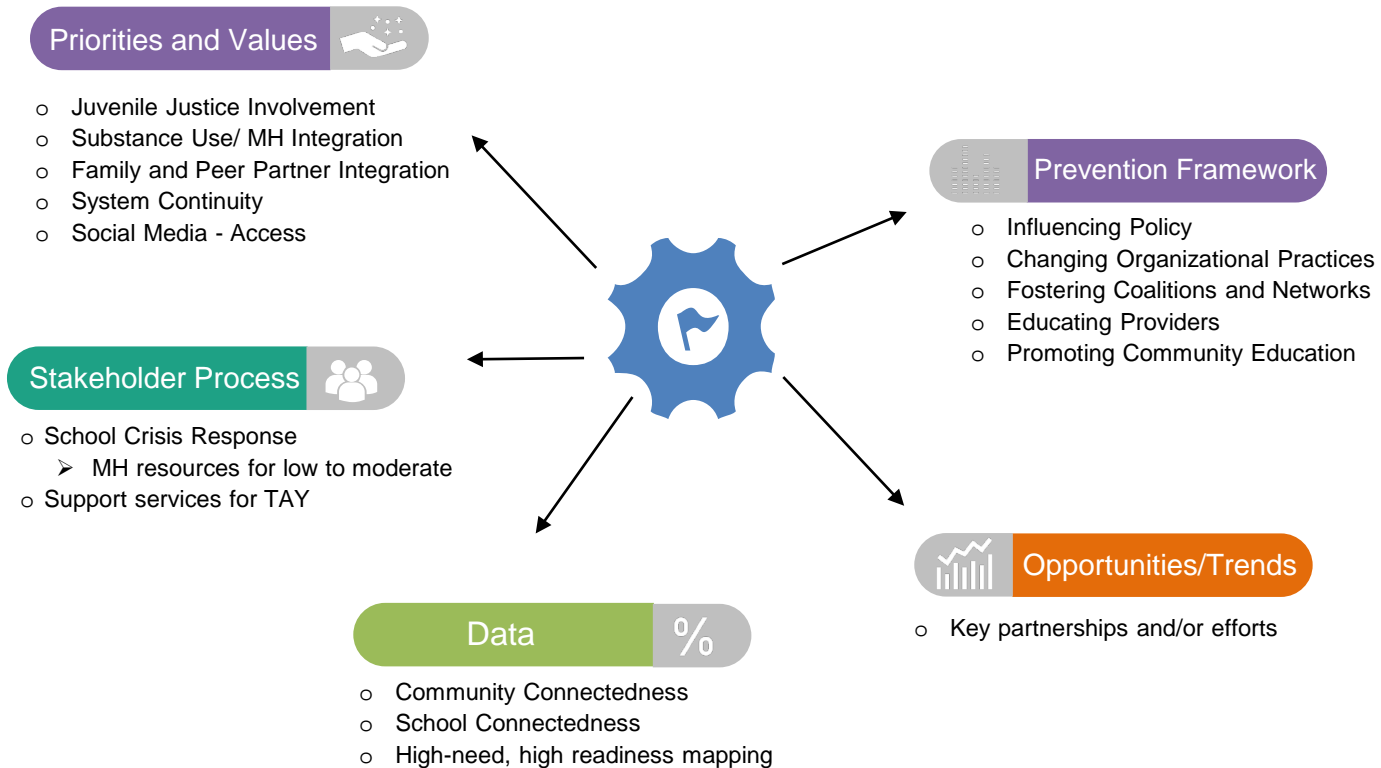 Priorities and Values
o Juvenile Justice Involvement
o Substance Use/ MH Integration
o Family and Peer Partner Integration
o System Continuity
o Social Media - Access
Prevention Framework
o Influencing Policy
o Changing Organizational Practices
o Fostering Coalitions and Networks
o Educating Providers
o Promoting Community Education
Stakeholder Process
o School Crisis Response
➢ MH resources for low to moderate
o Support services for TAY
Opportunities/Trends
o Key partnerships and/or efforts
Data %
o Community Connectedness
o School Connectedness
o High-need, high readiness mapping